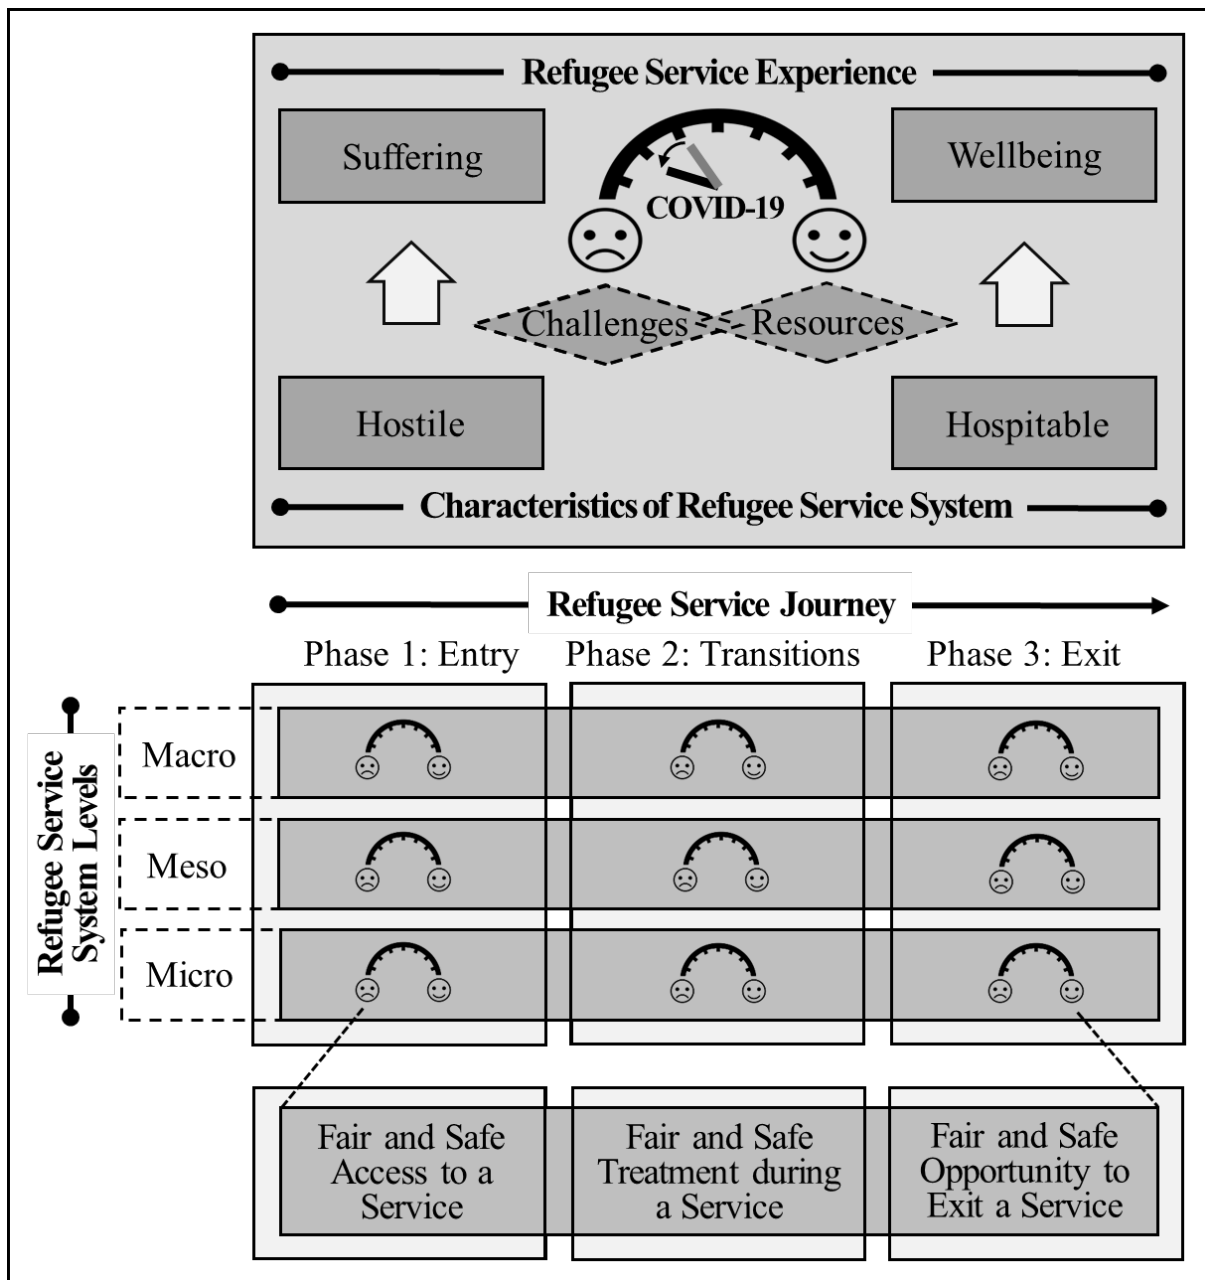 Refugee Service Experience
Suffering
Wellbeing
COVID-19
Challenges
Resources
Hostile
Hospitable
Characteristics of Refugee Service System
Refugee Service Journey
Phase 1: Entry
Phase 2: Transitions
Phase 3: Exit
Refugee Service
System Levels
Macro
Meso
Micro
Fair and Safe
Access to a
Service
Fair and Safe
Treatment during
a Service
Fair and Safe
Opportunity to
Exit a Service